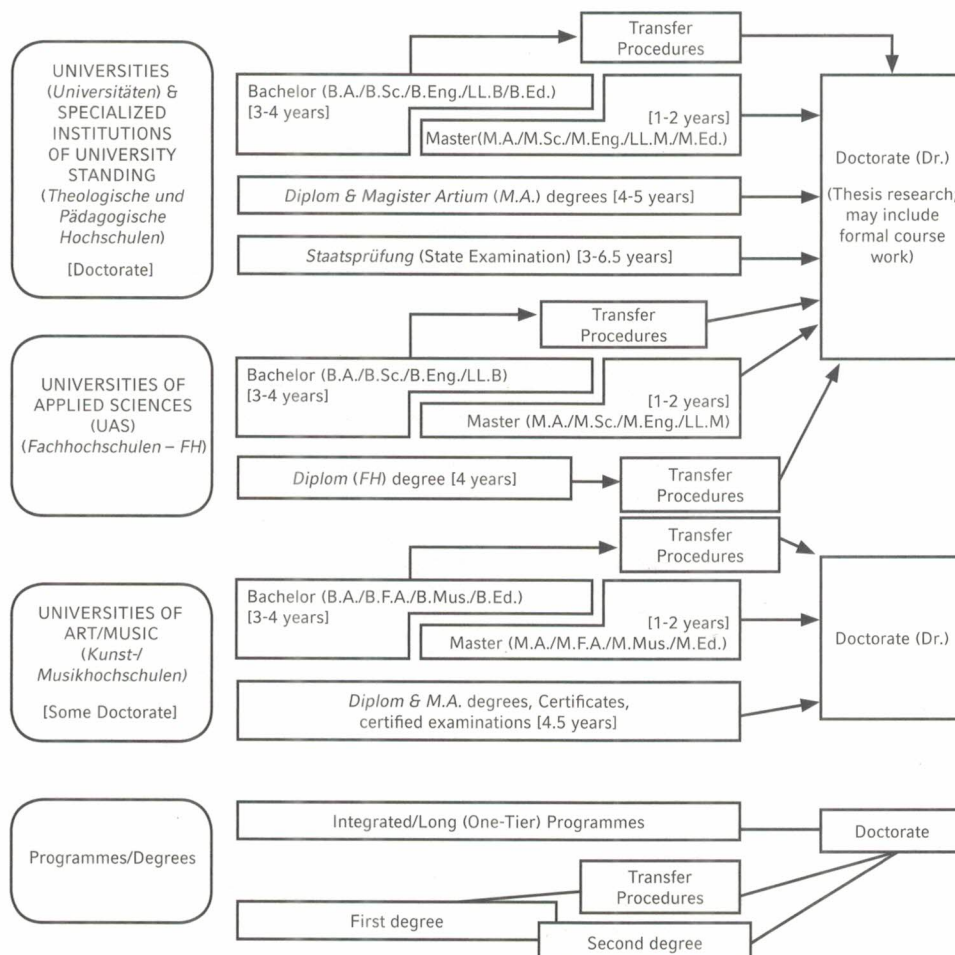 Transfer
Procedures
UNIVERSITIES
(Universitäten) &
SPECIALIZED
INSTITUTIONS
OF UNIVERSITY
STANDING
(Theologische und
Pädagogische
Hochschulen)
[Doctorate]
Bachelor (B.A./B.Sc./B.Eng./LL.B/B.Ed.)
[3-4 years]
[1-2 years]
Master(M.A./M.Sc./M.Eng./LL.M./M.Ed.)
Diplom & Magister Artium (M.A.) degrees [4-5 years]
Staatsprüfung (State Examination) [3-6.5 years]
Doctorate (Dr.)
(Thesis research;
may include
formal course
work)
Transfer
Procedures
UNIVERSITIES OF
APPLIED SCIENCES
(UAS)
(Fachhochschulen – FH)
Bachelor (B.A./B.Sc./B.Eng./LL.B)
[3-4 years]
[1-2 years]
Master (M.A./M.Sc./M.Eng./LL.M)
Diplom (FH) degree [4 years]
Transfer
Procedures
Transfer
Procedures
UNIVERSITIES OF
ART/MUSIC
(Kunst-/
Musikhochschulen)
[Some Doctorate]
Bachelor (B.A./B.F.A./B.Mus./B.Ed.)
[3-4 years]
[1-2 years]
Master (M.A./M.F.A./M.Mus./M.Ed.)
Diplom & M.A. degrees, Certificates,
certified examinations [4.5 years]
Doctorate (Dr.)
Programmes/Degrees
Integrated/Long (One-Tier) Programmes
Doctorate
Transfer
Procedures
First degree
Second degree